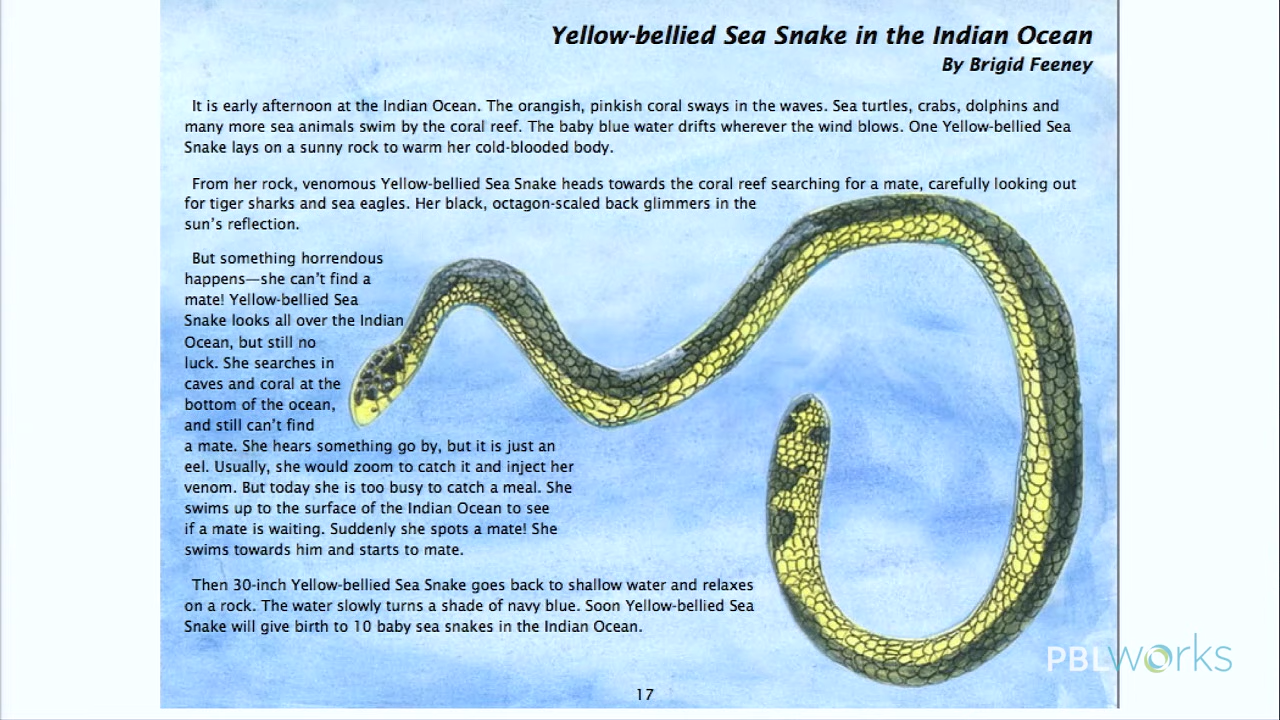 Yellow-bellied Sea Snake in the Indian Ocean
By Brigid Feeney
It is early afternoon at the Indian Ocean. The orangish, pinkish coral sways in the waves. Sea turtles, crabs, dolphins and
many more sea animals swim by the coral reef. The baby blue water drifts wherever the wind blows. One Yellow-bellied Sea
Snake lays on a sunny rock to warm her cold-blooded body.
From her rock, venomous Yellow-bellied Sea Snake heads towards the coral reef searching for a mate, carefully looking out
for tiger sharks and sea eagles. Her black, octagon-scaled back glimmers in the
sun's reflection.
But something horrendous
happens—she can't find a
mate! Yellow-bellied Sea
Snake looks all over the Indian
Ocean, but still no
luck. She searches in
caves and coral at the
bottom of the ocean,
and still can't find
a mate. She hears something go by, but it is just an
eel. Usually, she would zoom to catch it and inject her
venom. But today she is too busy to catch a meal. She
swims up to the surface of the Indian Ocean to see
if a mate is waiting. Suddenly she spots a mate! She
swims towards him and starts to mate.
Then 30-inch Yellow-bellied Sea Snake goes back to shallow water and relaxes
on a rock. The water slowly turns a shade of navy blue. Soon Yellow-bellied Sea
Snake will give birth to 10 baby sea snakes in the Indian Ocean.
PBLWorks
17